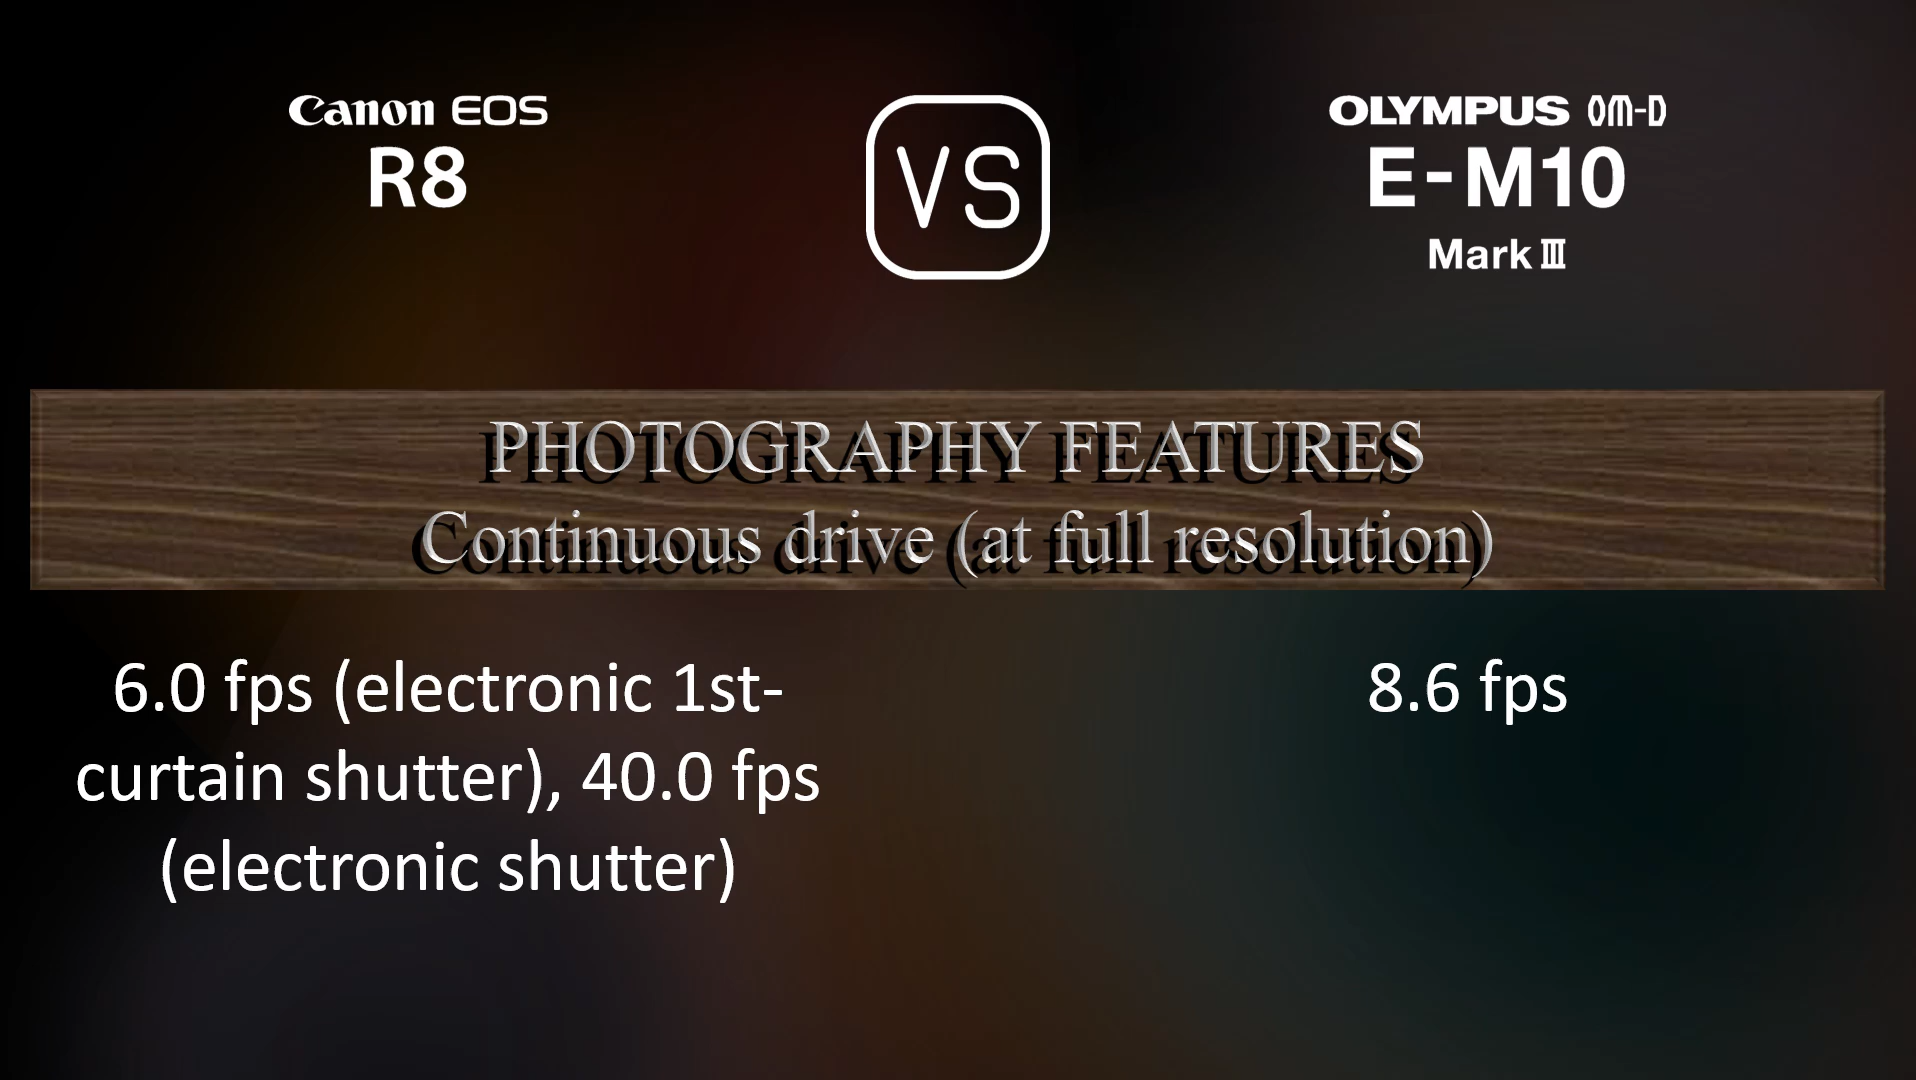 Canon EOS
R8
VS
OLYMPUS OM-D
E-M10
Mark III
PHOTOGRAPHY FEATURES
Continuous drive (at full resolution)
6.0 fps (electronic 1st-
curtain shutter), 40.0 fps
(electronic shutter)
8.6 fps